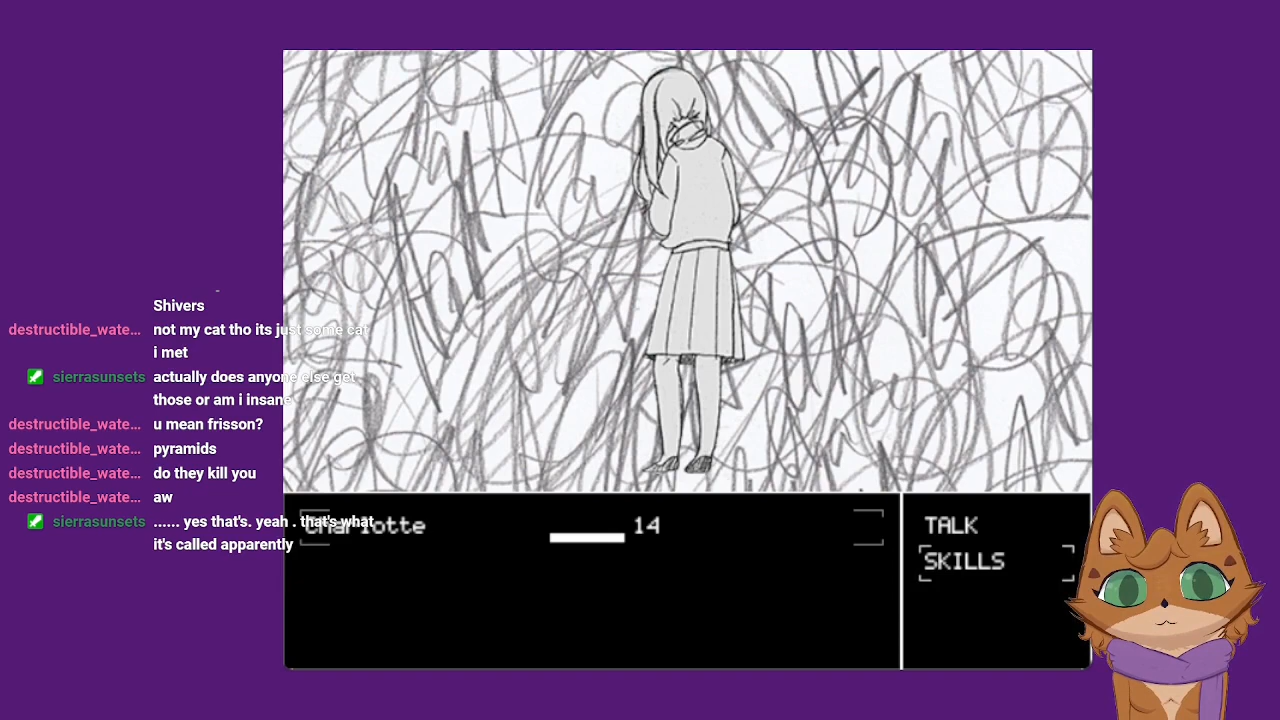 Shivers
destructible_wate... not my cat tho its just some cat
i met
sierrasunsets actually does anyone else get
those or am i insane
destructible_wate... u mean frisson?
destructible_wate... pyramids
destructible_wate... do they kill you
destructible_wate... aw
sierrasunsets ...... yes that's. yeah . that's what
it's called apparently
Charlotte 14
TALK
SKILLS